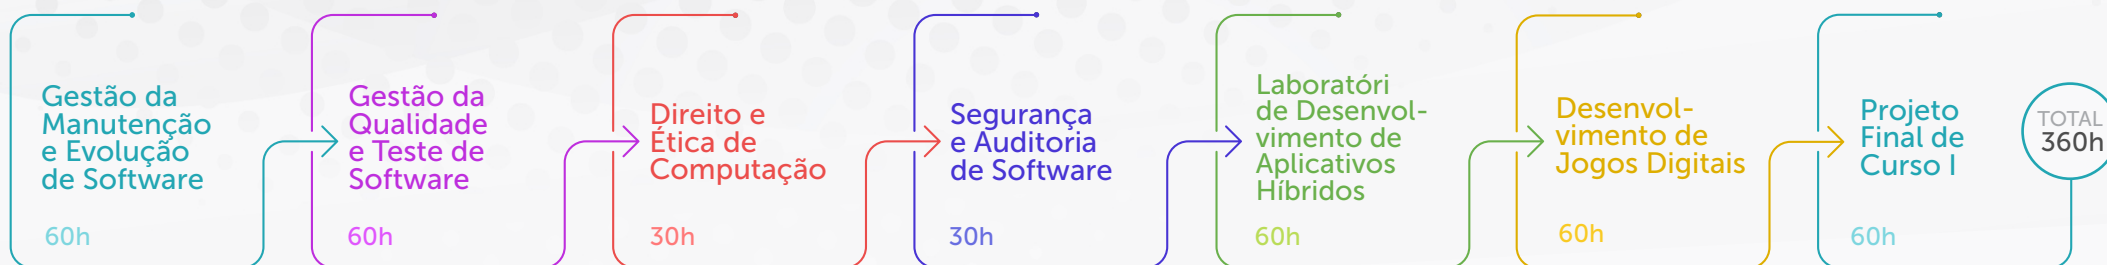 Gestão da
Manutenção
e Evolução
de Software
60h
Gestão da
Qualidade
e Teste de
Software
60h
Direito e
Ética de
Computação
30h
Segurança
e Auditoria
de Software
30h
Laboratóri
de Desenvol-
vimento de
Aplicativos
Híbridos
60h
Desenvol-
vimento de
Jogos Digitais
60h
Projeto
Final de
Curso I
60h
TOTAL
360h